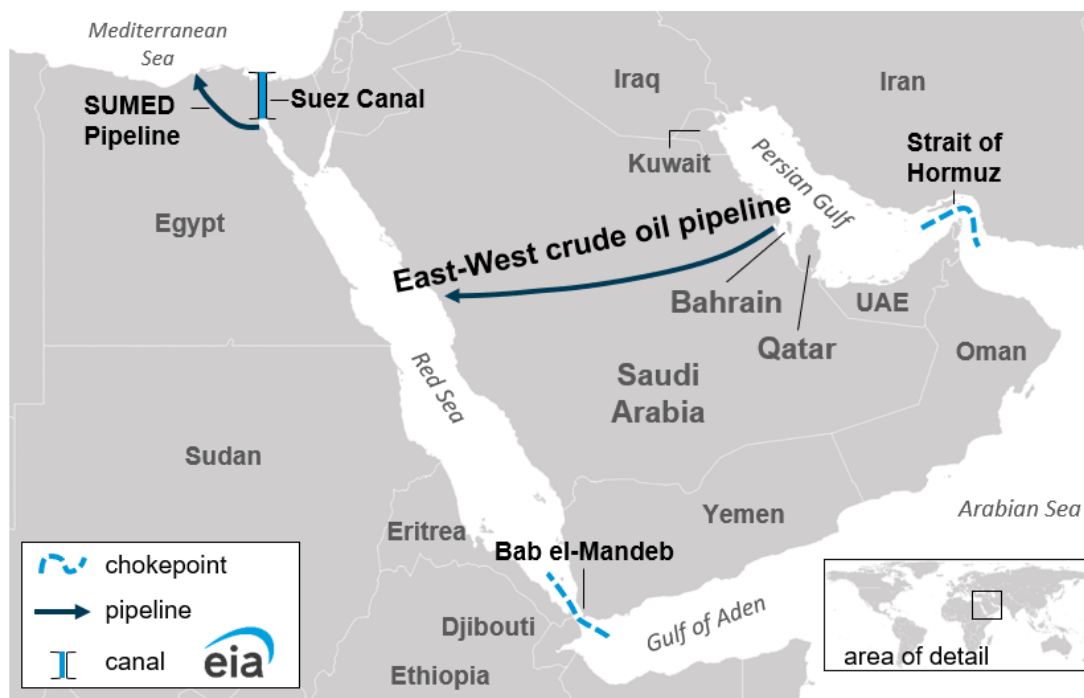 Mediterranean
Sea
SUMED
Pipeline
Suez Canal
Iraq
Iran
Kuwait
Persian Gulf
Strait of
Hormuz
Egypt
East-West crude oil pipeline
Bahrain
Qatar
UAE
Oman
Red Sea
Saudi
Arabia
Sudan
Eritrea
Yemen
Arabian Sea
Bab el-Mandeb
Djibouti
Gulf of Aden
Ethiopia
chokepoint
pipeline
canal
eia
area of detail